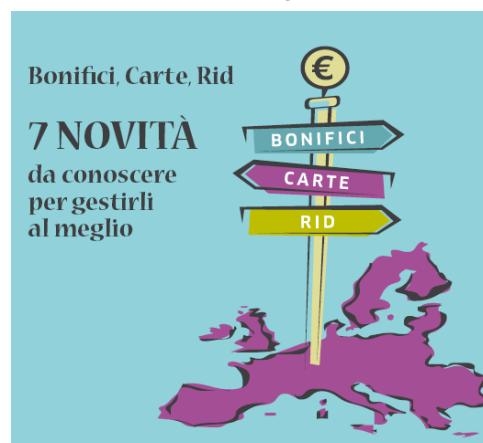 Bonifici, Carte, Rid
7 NOVITÀ
da conoscere
per gestirli
al meglio
€
BONIFICI
CARTE
RID